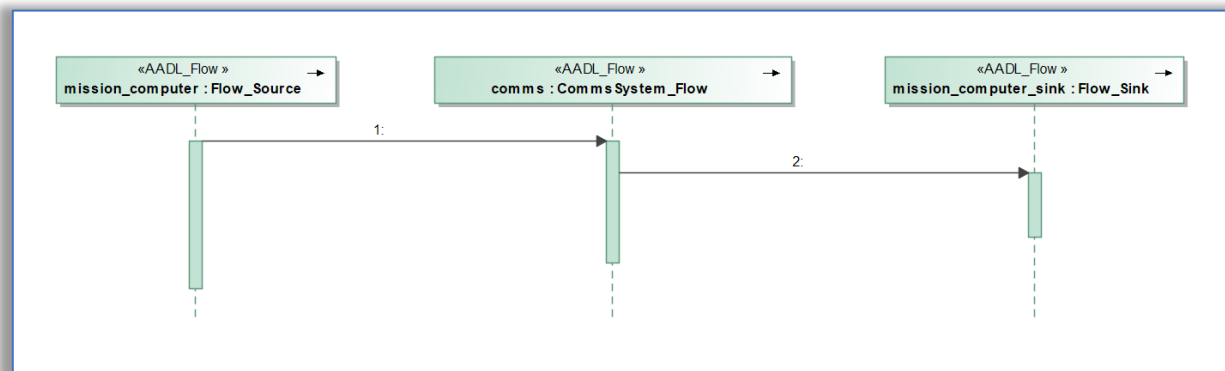 «AADL_Flow »
mission_computer : Flow_Source
«AADL_Flow »
comms : CommsSystem_Flow
«AADL_Flow »
mission_computer_sink : Flow_Sink
1:
2: